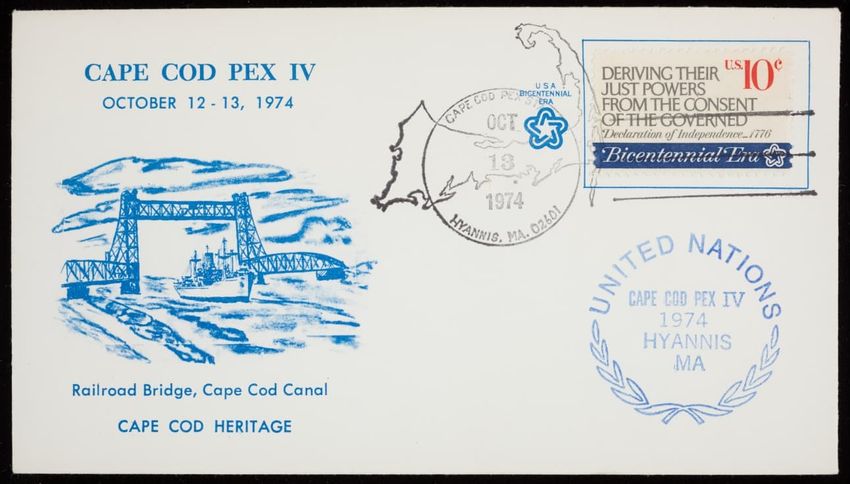 CAPE COD PEX IV
OCTOBER 12 - 13, 1974
Railroad Bridge, Cape Cod Canal
CAPE COD HERITAGE
CAPE COD PEX
OCT
13
1974
HYANNIS, MA. 02601
USA
BICENTENNIAL
ERA
U.S. 10c
DERIVING THEIR
JUST POWERS
FROM THE CONSENT
OF THE GOVERNED
Declaration of Independence, 1776
Bicentennial Era
UNITED NATIONS
CAPE COD PEX IV
1974
HYANNIS
MA